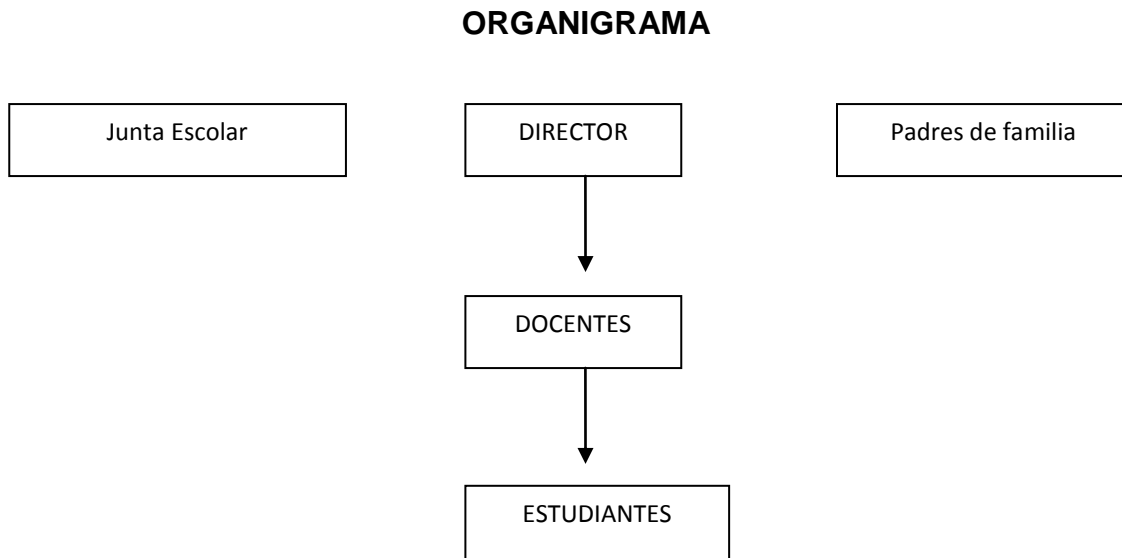 ORGANIGRAMA
Junta Escolar
DIRECTOR
Padres de familia
DOCENTES
ESTUDIANTES